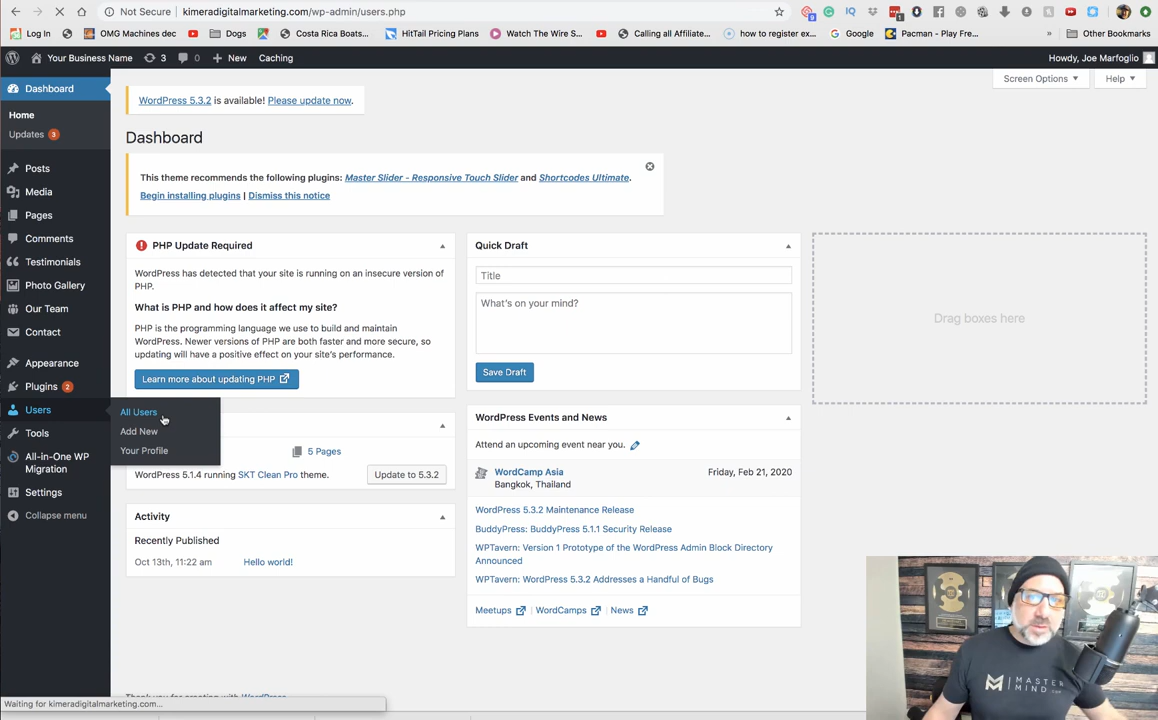 Not Secure | kimeradigitalmarketing.com/wp-admin/users.php
Log In
OMG Machines dec
Dogs
Costa Rica Boats...
HitTail Pricing Plans
Watch The Wire S...
Calling all Affiliate...
how to register ex...
Google
Pacman - Play Fre...
»
Other Bookmarks
Your Business Name
3
0
New
Caching
Howdy, Joe Marfoglio
Dashboard
Home
Updates 3
Posts
Media
Pages
Comments
Testimonials
Photo Gallery
Our Team
Contact
Appearance
Plugins 2
Users
Tools
All-in-One WP
Migration
Settings
Collapse menu
All Users
Add New
Your Profile
Screen Options
Help
WordPress 5.3.2 is available! Please update now.
Dashboard
This theme recommends the following plugins: Master Slider - Responsive Touch Slider and Shortcodes Ultimate.
Begin installing plugins | Dismiss this notice
PHP Update Required
WordPress has detected that your site is running on an insecure version of
PHP.
What is PHP and how does it affect my site?
PHP is the programming language we use to build and maintain
WordPress. Newer versions of PHP are both faster and more secure, so
updating will have a positive effect on your site's performance.
Learn more about updating PHP
5 Pages
WordPress 5.1.4 running SKT Clean Pro theme.
Update to 5.3.2
Activity
Recently Published
Oct 13th, 11:22 am
Hello world!
Quick Draft
Title
What's on your mind?
Save Draft
WordPress Events and News
Attend an upcoming event near you.
WordCamp Asia
Bangkok, Thailand
Friday, Feb 21, 2020
WordPress 5.3.2 Maintenance Release
BuddyPress: BuddyPress 5.1.1 Security Release
WPTavern: Version 1 Prototype of the WordPress Admin Block Directory
Announced
WPTavern: WordPress 5.3.2 Addresses a Handful of Bugs
Meetups
WordCamps
News
Drag boxes here
Waiting for kimeradigitalmarketing.com...
MASTER
MIND.com